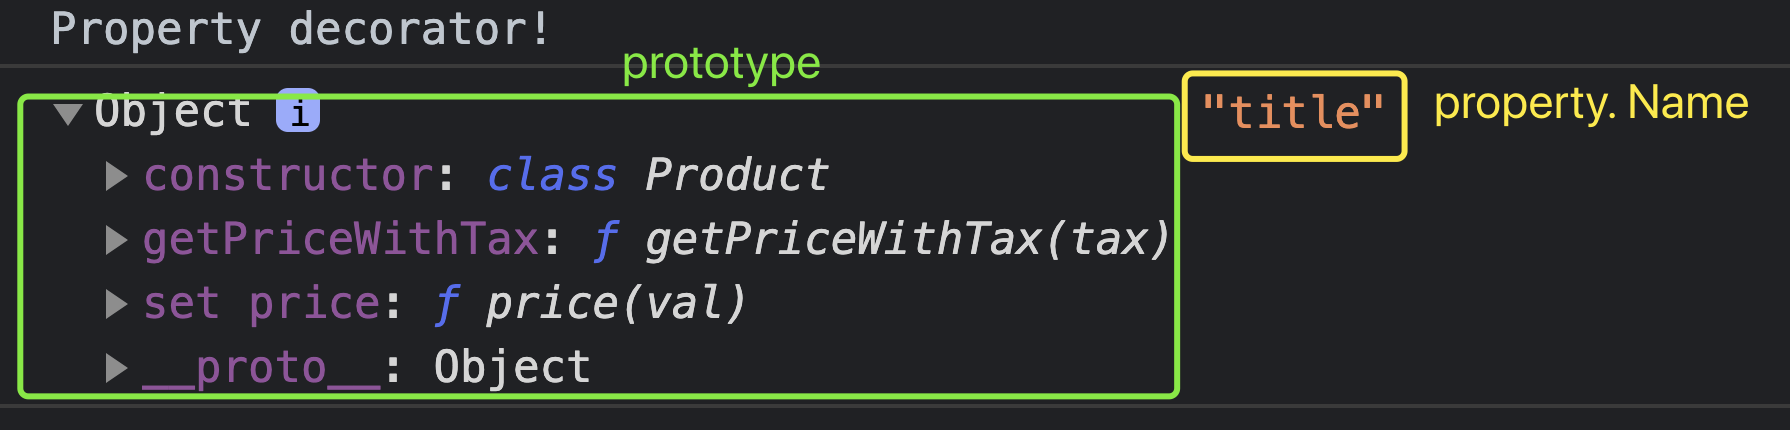 Property decorator!
prototype
Object i "title" property. Name
constructor: class Product
getPriceWithTax: ƒ getPriceWithTax(tax)
set price: ƒ price(val)
__proto__: Object